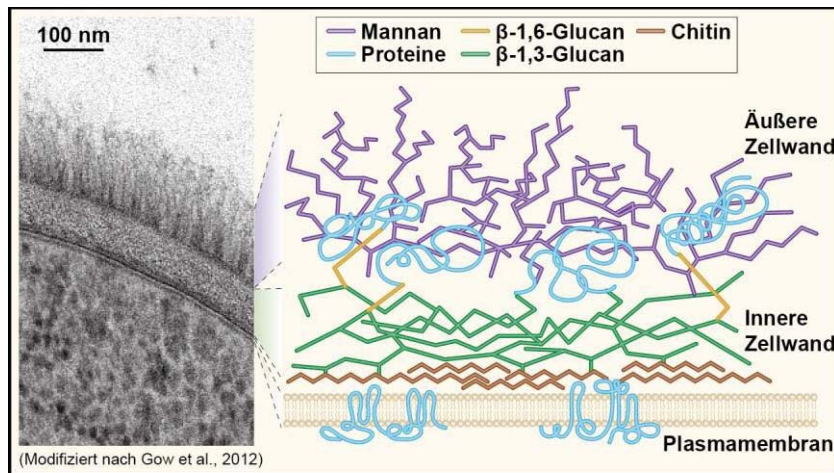 100 nm
Mannan
β-1,6-Glucan
Chitin
Proteine
β-1,3-Glucan
Äußere
Zellwand
Innere
Zellwand
Plasmamembran
(Modifiziert nach Gow et al., 2012)